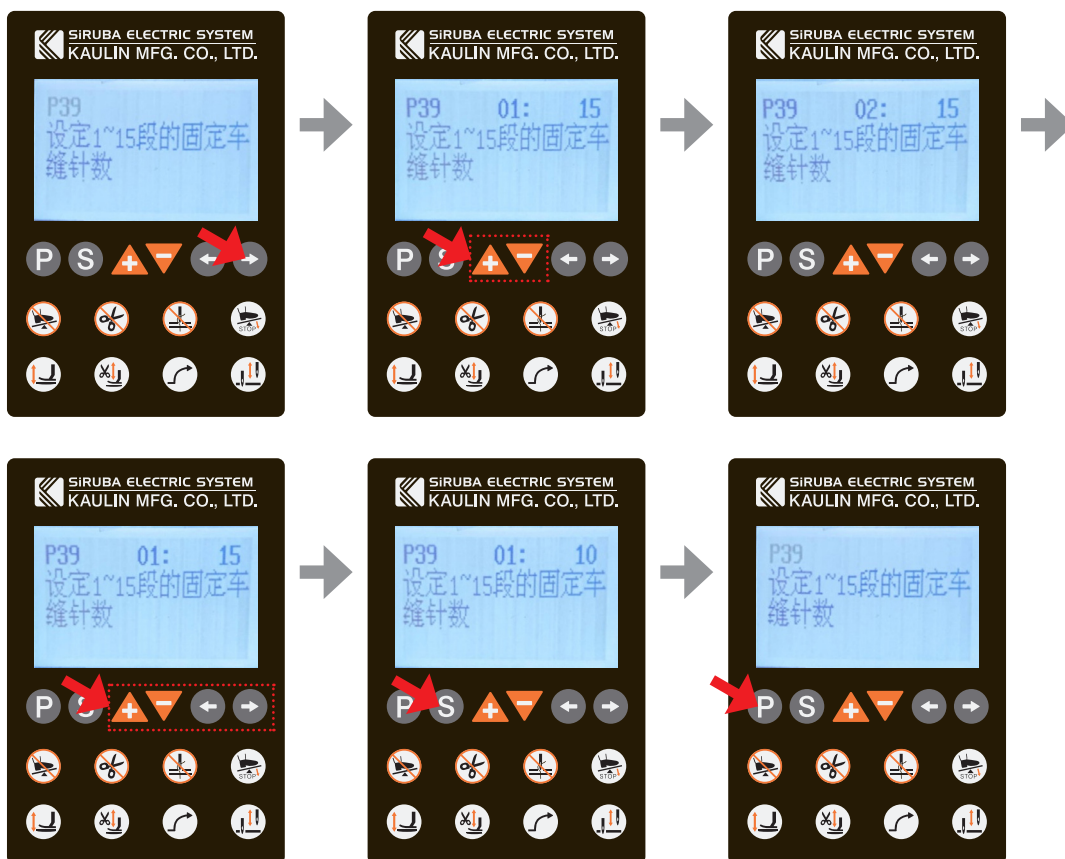 SiRUBA ELECTRIC SYSTEM
KAULIN MFG. CO., LTD.
P39
设定1~15段的固定车
缝针数
P S + - ← →
STOP
SiRUBA ELECTRIC SYSTEM
KAULIN MFG. CO., LTD.
P39 01: 15
设定1~15段的固定车
缝针数
P S + - ← →
STOP
SiRUBA ELECTRIC SYSTEM
KAULIN MFG. CO., LTD.
P39 02: 15
设定1~15段的固定车
缝针数
P S + - ← →
STOP
SiRUBA ELECTRIC SYSTEM
KAULIN MFG. CO., LTD.
P39 01: 15
设定1~15段的固定车
缝针数
P S + - ← →
STOP
SiRUBA ELECTRIC SYSTEM
KAULIN MFG. CO., LTD.
P39 01: 10
设定1~15段的固定车
缝针数
P S + - ← →
STOP
SiRUBA ELECTRIC SYSTEM
KAULIN MFG. CO., LTD.
P39
设定1~15段的固定车
缝针数
P S + - ← →
STOP